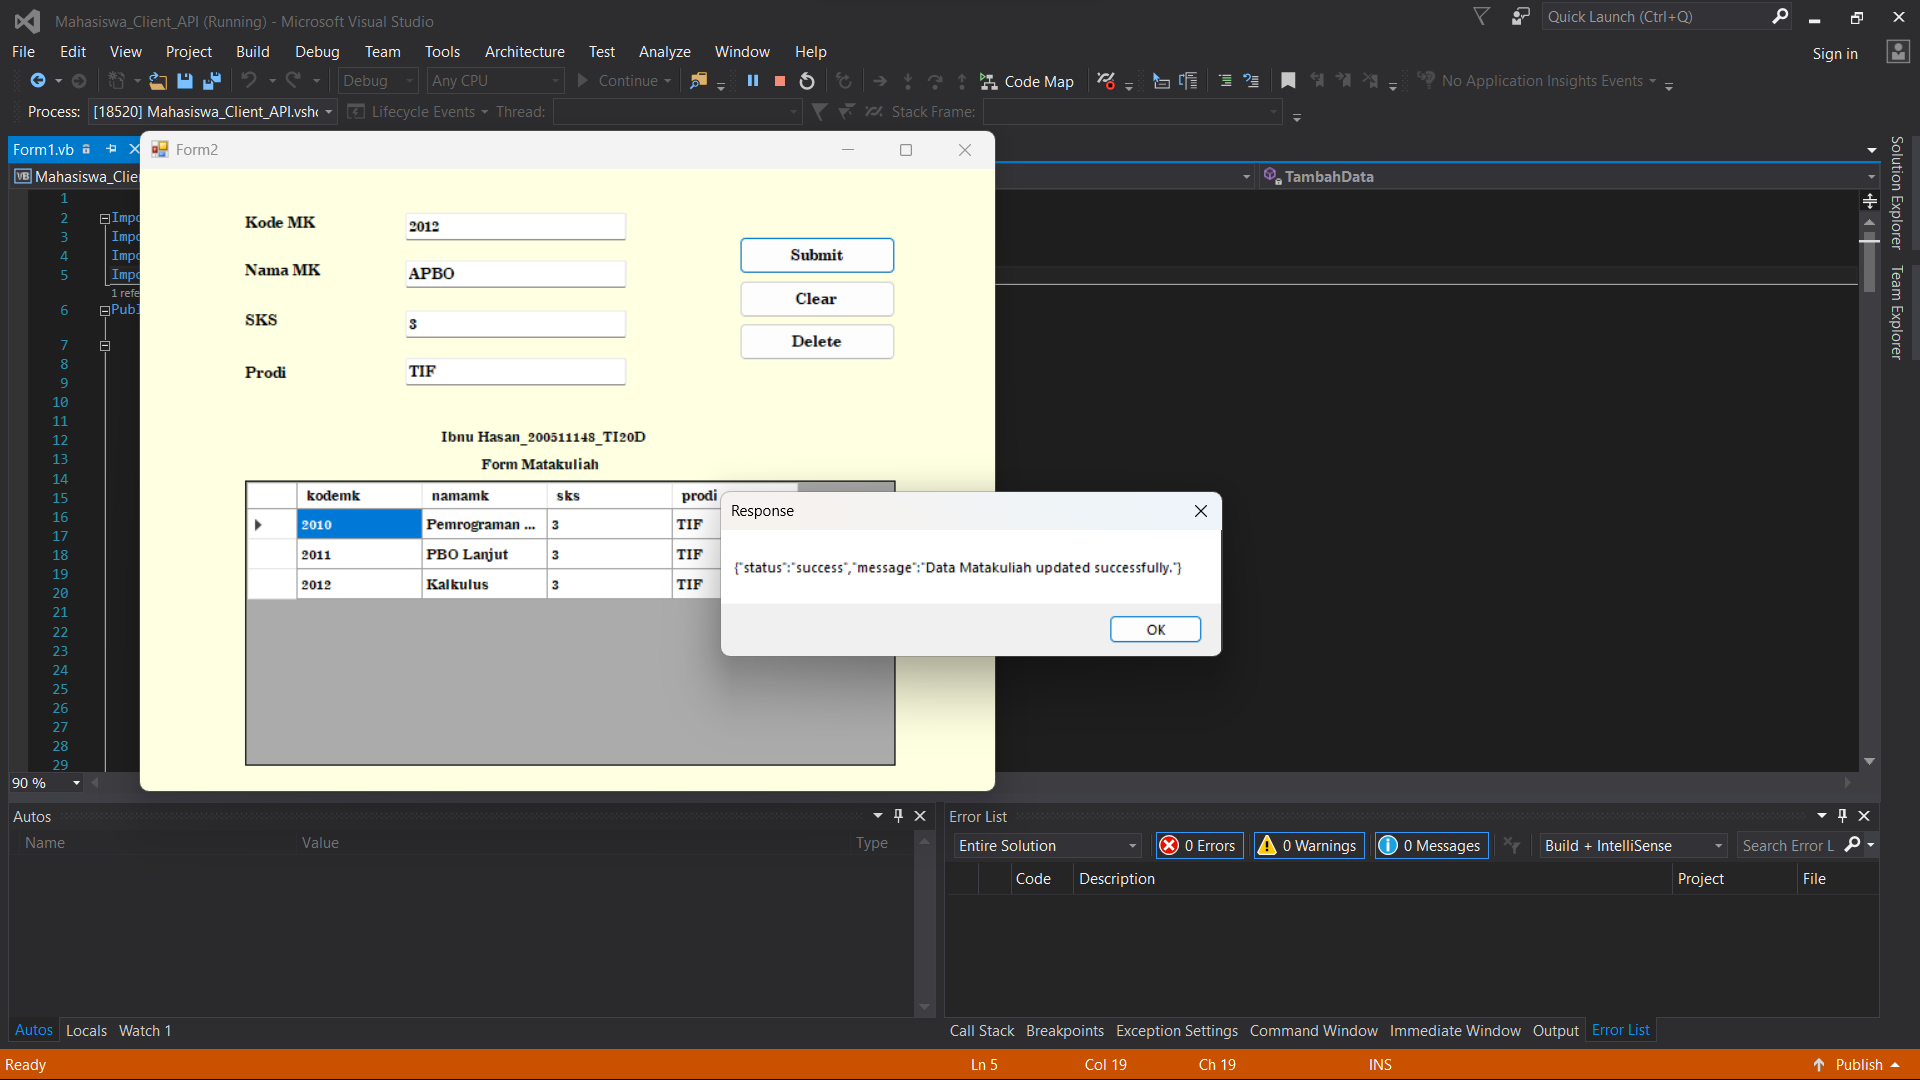 Mahasiswa_Client_API (Running) - Microsoft Visual Studio
Quick Launch (Ctrl+Q)
File Edit View Project Build Debug Team Tools Architecture Test Analyze Window Help
Sign in
Debug Any CPU Continue Code Map No Application Insights Events
Process: [18520] Mahasiswa_Client_API.vshc Lifecycle Events Thread: Stack Frame:
Form1.vb
Mahasiswa_Clie
TambahData
Solution Explorer
Team Explorer
1
2 Impo
3 Impo
4 Impo
5 Impo
1 refe
6 Publ
7
8
9
10
11
12
13
14
15
16
17
18
19
20
21
22
23
24
25
26
27
28
29
90 %
Form2
Kode MK 2012
Nama MK APBO
SKS 3
Prodi TIF
Submit
Clear
Delete
Ibnu Hasan_200511148_TI20D
Form Matakuliah
kodemk namamk sks prodi
2010 Pemrograman ... 3 TIF
2011 PBO Lanjut 3 TIF
2012 Kalkulus 3 TIF
Response
{"status":"success","message":"Data Matakuliah updated successfully."}
OK
Autos
Name Value Type
Autos Locals Watch 1
Error List
Entire Solution 0 Errors 0 Warnings 0 Messages Build + IntelliSense Search Error L
Code Description Project File
Call Stack Breakpoints Exception Settings Command Window Immediate Window Output Error List
Ready Ln 5 Col 19 Ch 19 INS Publish